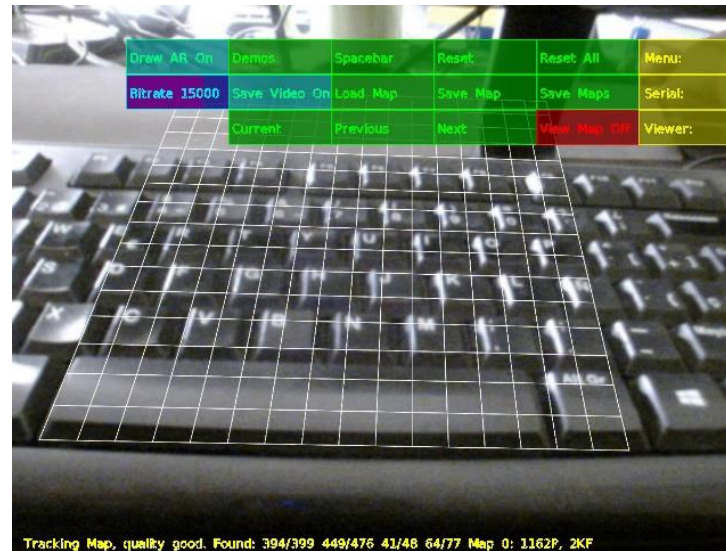 Draw AR On Demos Spacebar Reset Reset All Menu:
Bitrate 15000 Save Video On Load Map Save Map Save Maps Serial:
Current Previous Next View Map Off Viewer:
W R T Y U I O P
S D F G H J K L Ñ
X C V B N M
Alt Gr
Tracking Map, quality good. Found: 394/399 449/476 41/48 64/77 Map 0: 1162P, 2KF